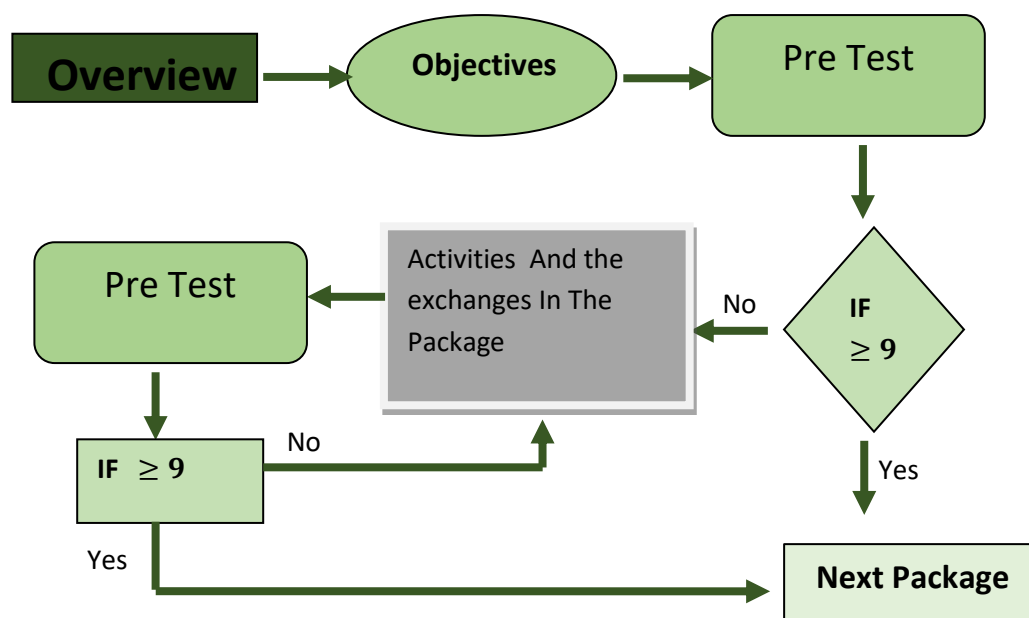 Overview
Objectives
Pre Test
Pre Test
Activities And the
exchanges In The
Package
No
IF
≥ 9
No
IF ≥ 9
Yes
Yes
Next Package